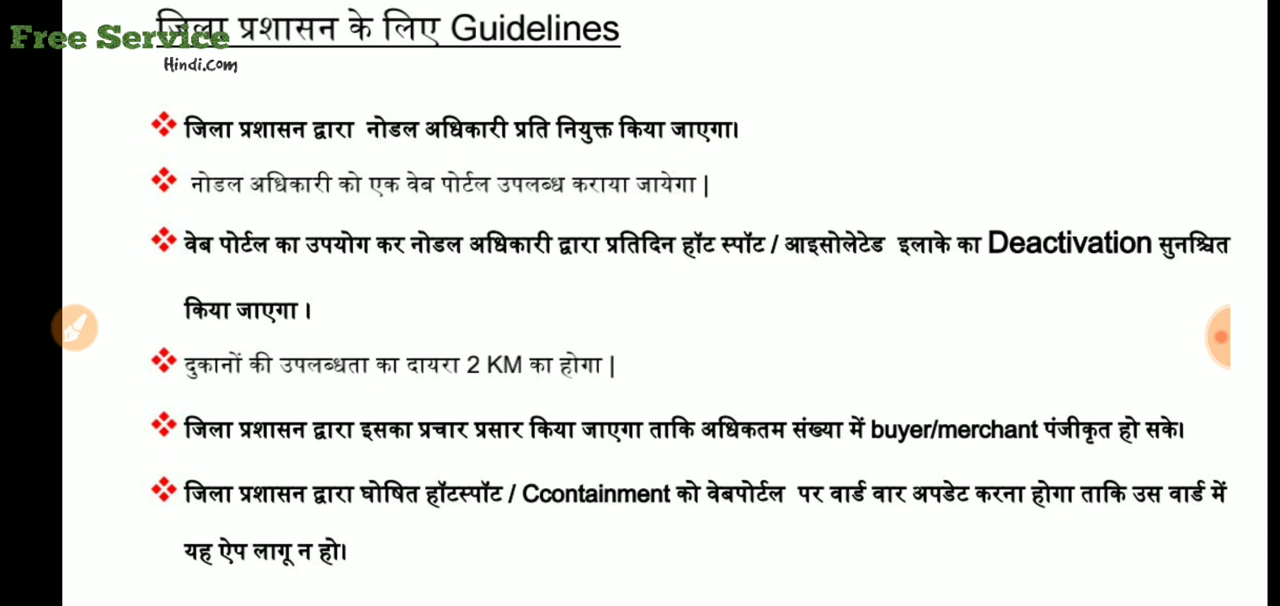 जिला प्रशासन के लिए Guidelines
Free Service
Hindi.com
जिला प्रशासन द्वारा नोडल अधिकारी प्रति नियुक्त किया जाएगा।
नोडल अधिकारी को एक वेब पोर्टल उपलब्ध कराया जायेगा |
वेब पोर्टल का उपयोग कर नोडल अधिकारी द्वारा प्रतिदिन हॉट स्पॉट / आइसोलेटेड इलाके का Deactivation सुनश्चित
किया जाएगा ।
दुकानों की उपलब्धता का दायरा 2 KM का होगा |
जिला प्रशासन द्वारा इसका प्रचार प्रसार किया जाएगा ताकि अधिकतम संख्या में buyer/merchant पंजीकृत हो सके।
जिला प्रशासन द्वारा घोषित हॉटस्पॉट / Ccontainment को वेबपोर्टल पर वार्ड वार अपडेट करना होगा ताकि उस वार्ड में
यह ऐप लागू न हो।